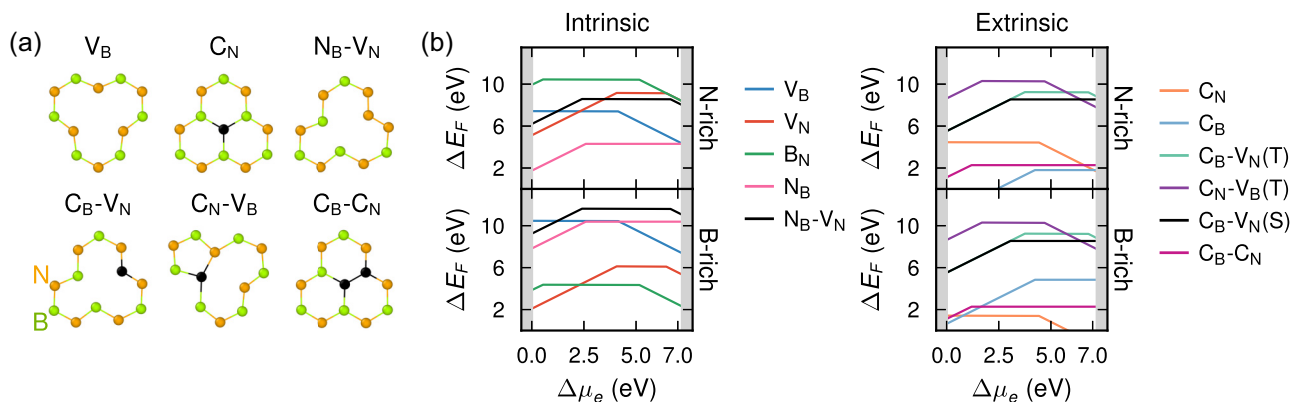 (a)
V_B
C_N
N_B-V_N
C_B-V_N
C_N-V_B
C_B-C_N
N
B
(b)
Intrinsic
Extrinsic
ΔE_F (eV)
10
6
2
N-rich
ΔE_F (eV)
10
6
2
B-rich
0.0 2.5 5.0 7.0
Δμ_e (eV)
V_B
V_N
B_N
N_B
N_B-V_N
ΔE_F (eV)
10
6
2
N-rich
ΔE_F (eV)
10
6
2
B-rich
0.0 2.5 5.0 7.0
Δμ_e (eV)
C_N
C_B
C_B-V_N(T)
C_N-V_B(T)
C_B-V_N(S)
C_B-C_N